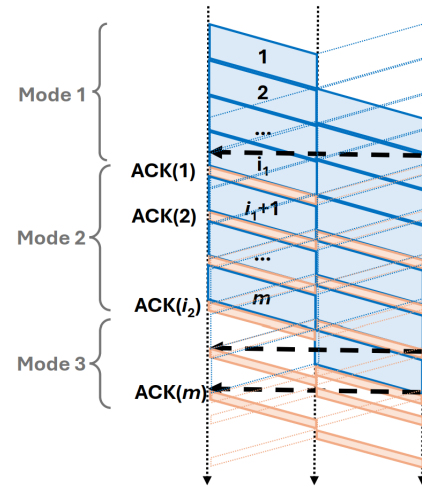 1
Mode 1
2
...
i₁
ACK(1)
i₁+1
ACK(2)
Mode 2
...
m
ACK(i₂)
Mode 3
ACK(m)